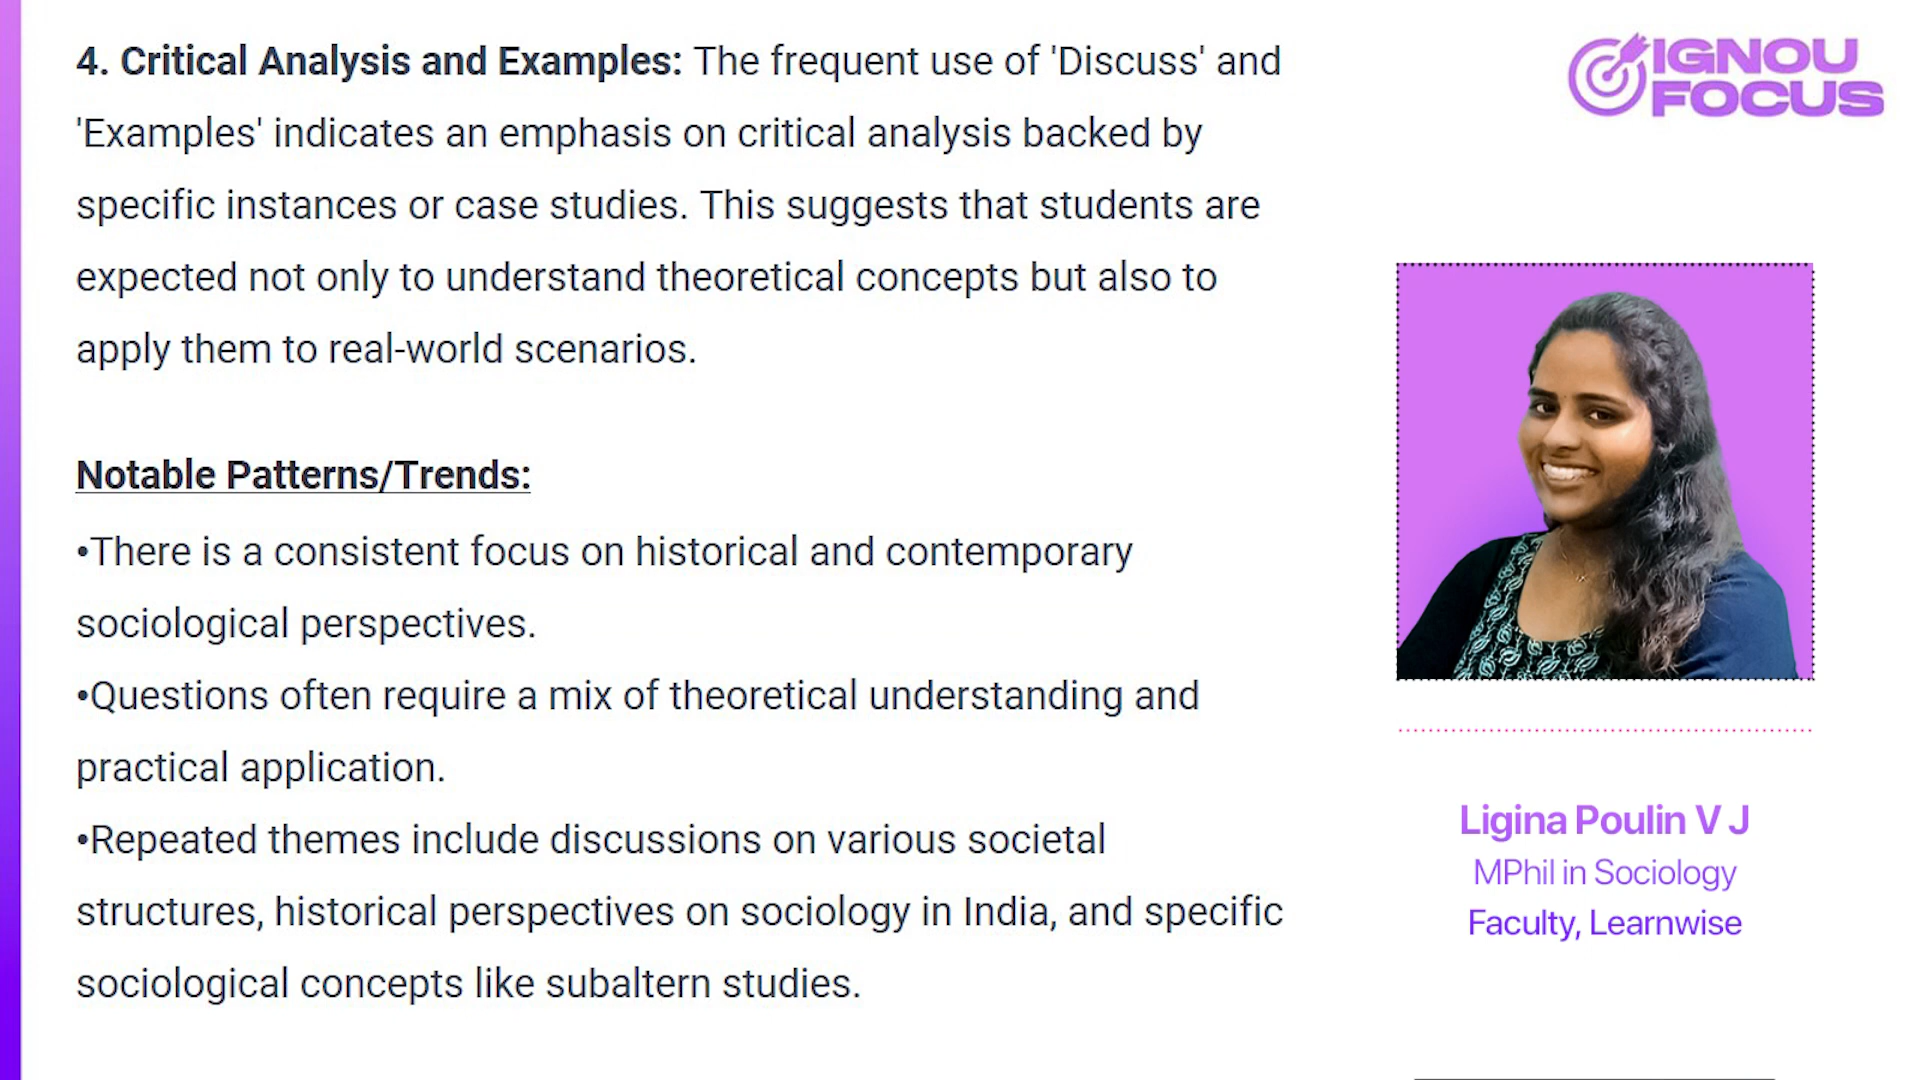 4. Critical Analysis and Examples: The frequent use of 'Discuss' and
'Examples' indicates an emphasis on critical analysis backed by
specific instances or case studies. This suggests that students are
expected not only to understand theoretical concepts but also to
apply them to real-world scenarios.
Notable Patterns/Trends:
•There is a consistent focus on historical and contemporary
sociological perspectives.
•Questions often require a mix of theoretical understanding and
practical application.
•Repeated themes include discussions on various societal
structures, historical perspectives on sociology in India, and specific
sociological concepts like subaltern studies.
IGNOU
FOCUS
Ligina Poulin V J
MPhil in Sociology
Faculty, Learnwise